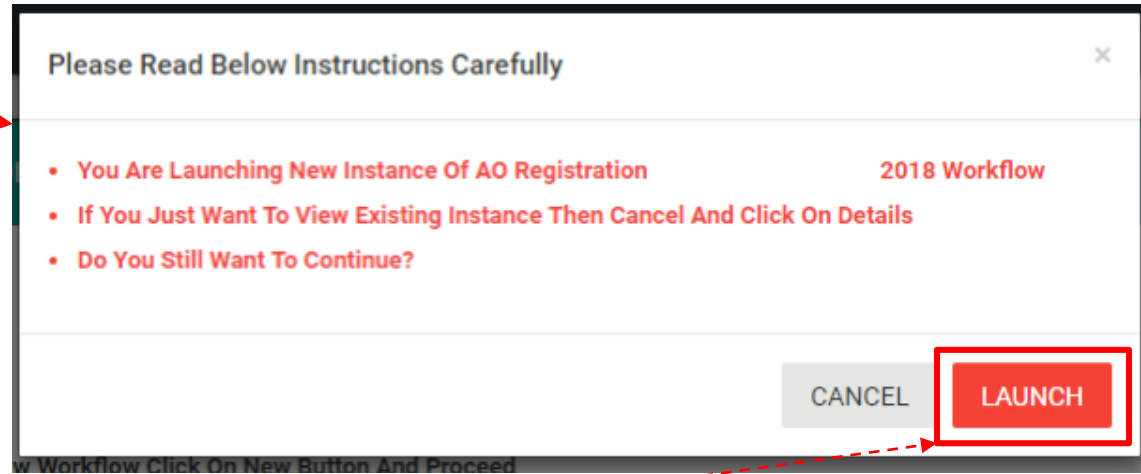 Please Read Below Instructions Carefully ×
• You Are Launching New Instance Of AO Registration 2018 Workflow
• If You Just Want To View Existing Instance Then Cancel And Click On Details
• Do You Still Want To Continue?
CANCEL LAUNCH
Workflow Click On New Button And Proceed